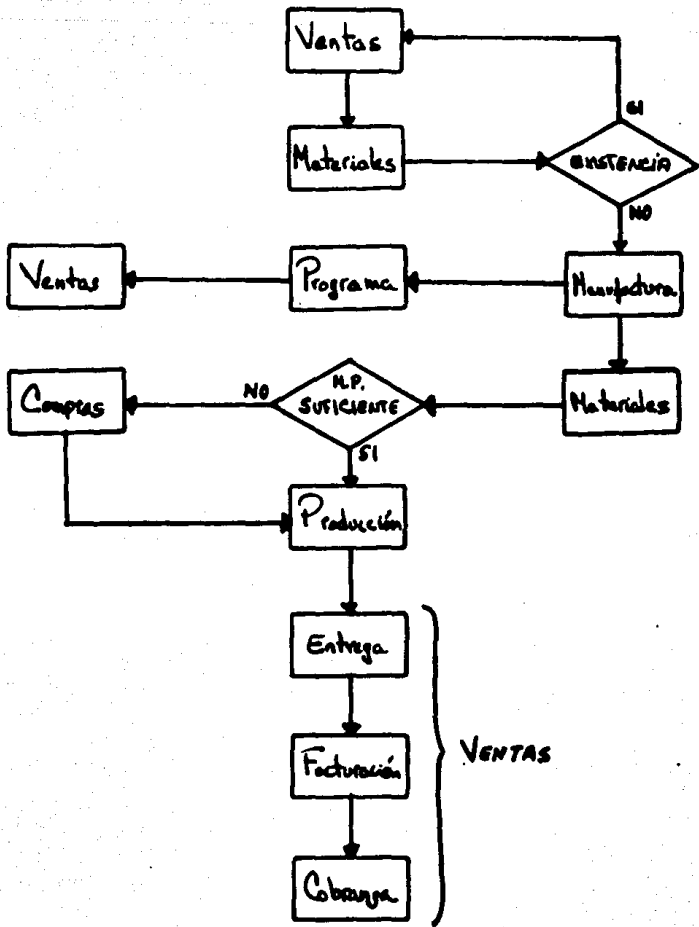 Ventas
SI
Materiales
EXISTENCIA
NO
Ventas
Programa
Manufactura
Compras
NO
M.P.
SUFICIENTE
Materiales
SI
Producción
Entrega
Facturación
VENTAS
Cobranza